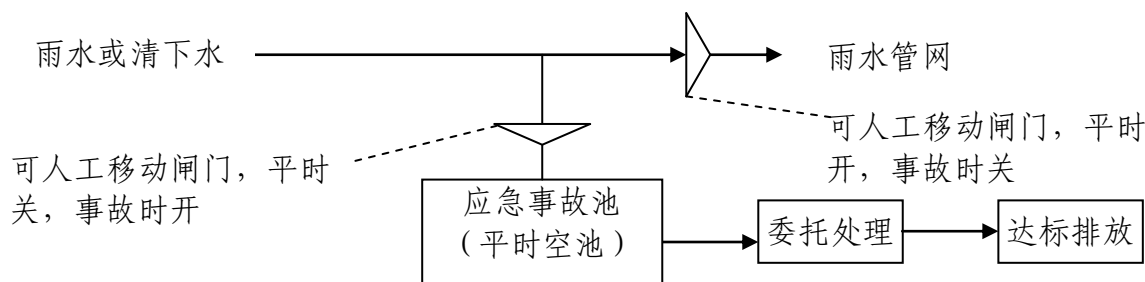 雨水或清下水
雨水管网
可人工移动闸门，平时
开，事故时关
可人工移动闸门，平时
关，事故时开
应急事故池
（平时空池）
委托处理
达标排放